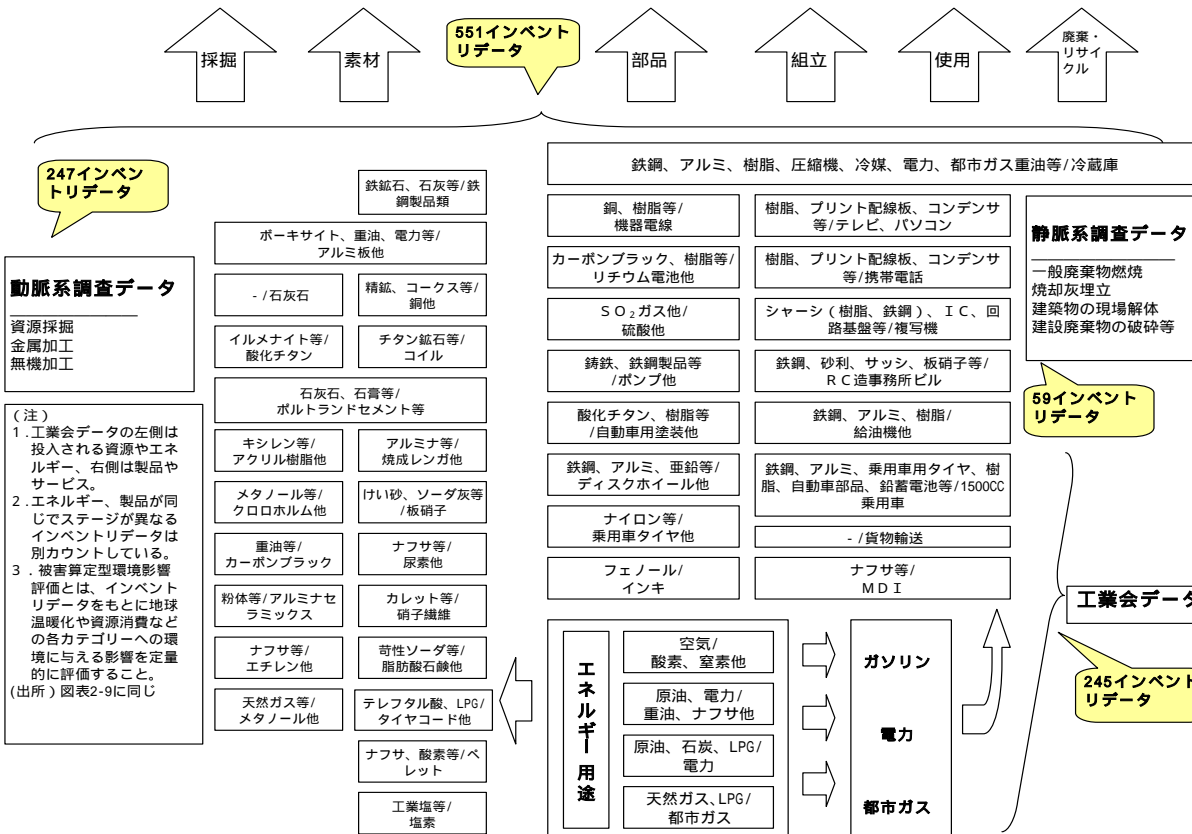 採掘
素材
551インベント
リデータ
部品
組立
使用
廃棄・
リサイ
クル
247インベン
トリデータ
鉄鉱石、石灰等/鉄
鋼製品類
ボーキサイト、重油、電力等/
アルミ板他
動脈系調査データ
資源採掘
金属加工
無機加工
- /石灰石
精鉱、コークス等/
銅他
イルメナイト等/
酸化チタン
チタン鉱石等/
コイル
石灰石、石膏等/
ポルトランドセメント等
キシレン等/
アクリル樹脂他
アルミナ等/
焼成レンガ他
メタノール等/
クロロホルム他
けい砂、ソーダ灰等
/板硝子
重油等/
カーボンブラック
ナフサ等/
尿素他
粉体等/アルミナセ
ラミックス
カレット等/
硝子繊維
ナフサ等/
エチレン他
苛性ソーダ等/
脂肪酸石鹸他
天然ガス等/
メタノール他
テレフタル酸、LPG/
タイヤコード他
ナフサ、酸素等/ペ
レット
工業塩等/
塩素
(注)
1.工業会データの左側は
投入される資源やエネ
ルギー、右側は製品や
サービス。
2.エネルギー、製品が同
じでステージが異なる
インベントリデータは
別カウントしている。
3．被害算定型環境影響
評価とは、インベント
リデータをもとに地球
温暖化や資源消費など
の各カテゴリーへの環
境に与える影響を定量
的に評価すること。
(出所）図表2-9に同じ
鉄鋼、アルミ、樹脂、圧縮機、冷媒、電力、都市ガス重油等/冷蔵庫
銅、樹脂等/
機器電線
樹脂、プリント配線板、コンデンサ
等/テレビ、パソコン
カーボンブラック、樹脂等/
リチウム電池他
樹脂、プリント配線板、コンデンサ
等/携帯電話
SO₂ガス他/
硫酸他
シャーシ(樹脂、鉄鋼)、IC、回
路基盤等/複写機
鋳鉄、鉄鋼製品等
/ポンプ他
鉄鋼、砂利、サッシ、板硝子等/
RC造事務所ビル
酸化チタン、樹脂等
/自動車用塗装他
鉄鋼、アルミ、樹脂/
給油機他
鉄鋼、アルミ、亜鉛等/
ディスクホイール他
鉄鋼、アルミ、乗用車用タイヤ、樹
脂、自動車部品、鉛蓄電池等/1500CC
乗用車
ナイロン等/
乗用車タイヤ他
- /貨物輸送
フェノール/
インキ
ナフサ等/
MDI
静脈系調査データ
一般廃棄物燃焼
焼却灰埋立
建築物の現場解体
建設廃棄物の破砕等
59インベント
リデータ
工業会データ
245インベント
リデータ
エネルギー用途
空気/
酸素、窒素他
原油、電力/
重油、ナフサ他
原油、石炭、LPG/
電力
天然ガス、LPG/
都市ガス
ガソリン
電力
都市ガス